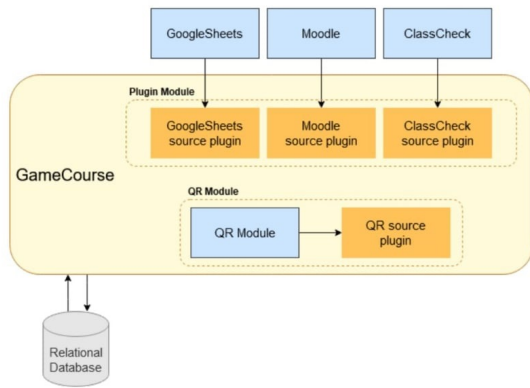 GoogleSheets
Moodle
ClassCheck
Plugin Module
GoogleSheets
source plugin
Moodle
source plugin
ClassCheck
source plugin
GameCourse
QR Module
QR Module
QR source
plugin
Relational
Database